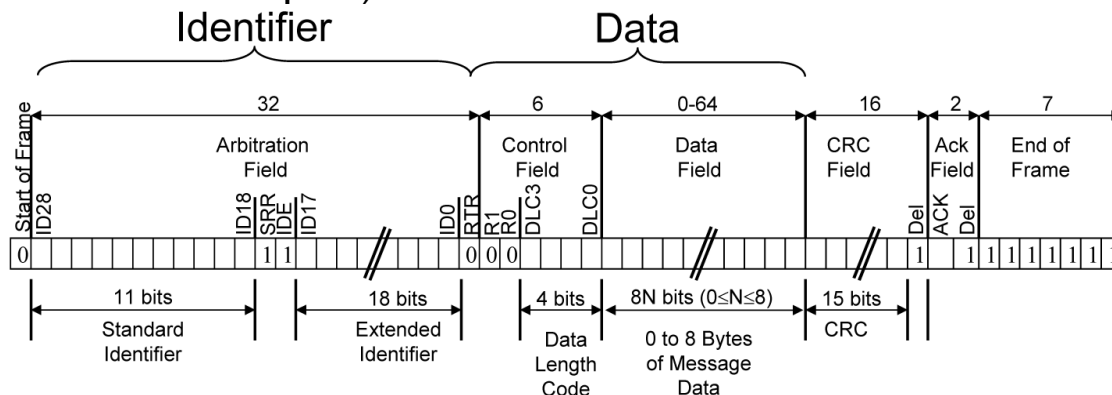 Identifier Data
32 6 0-64 16 2 7
Start of Frame
Arbitration
Field
Control
Field
Data
Field
CRC
Field
Ack
Field
End of
Frame
ID28
ID18
SRR
IDE
ID17
ID0
RTR
R1
R0
DLC3
DLC0
Del
ACK
Del
0 1 1 0 0 0 1 1 1 1 1 1 1 1 1
11 bits 18 bits 4 bits 8N bits (0≤N≤8) 15 bits
Standard
Identifier
Extended
Identifier
Data
Length
Code
0 to 8 Bytes
of Message
Data
CRC